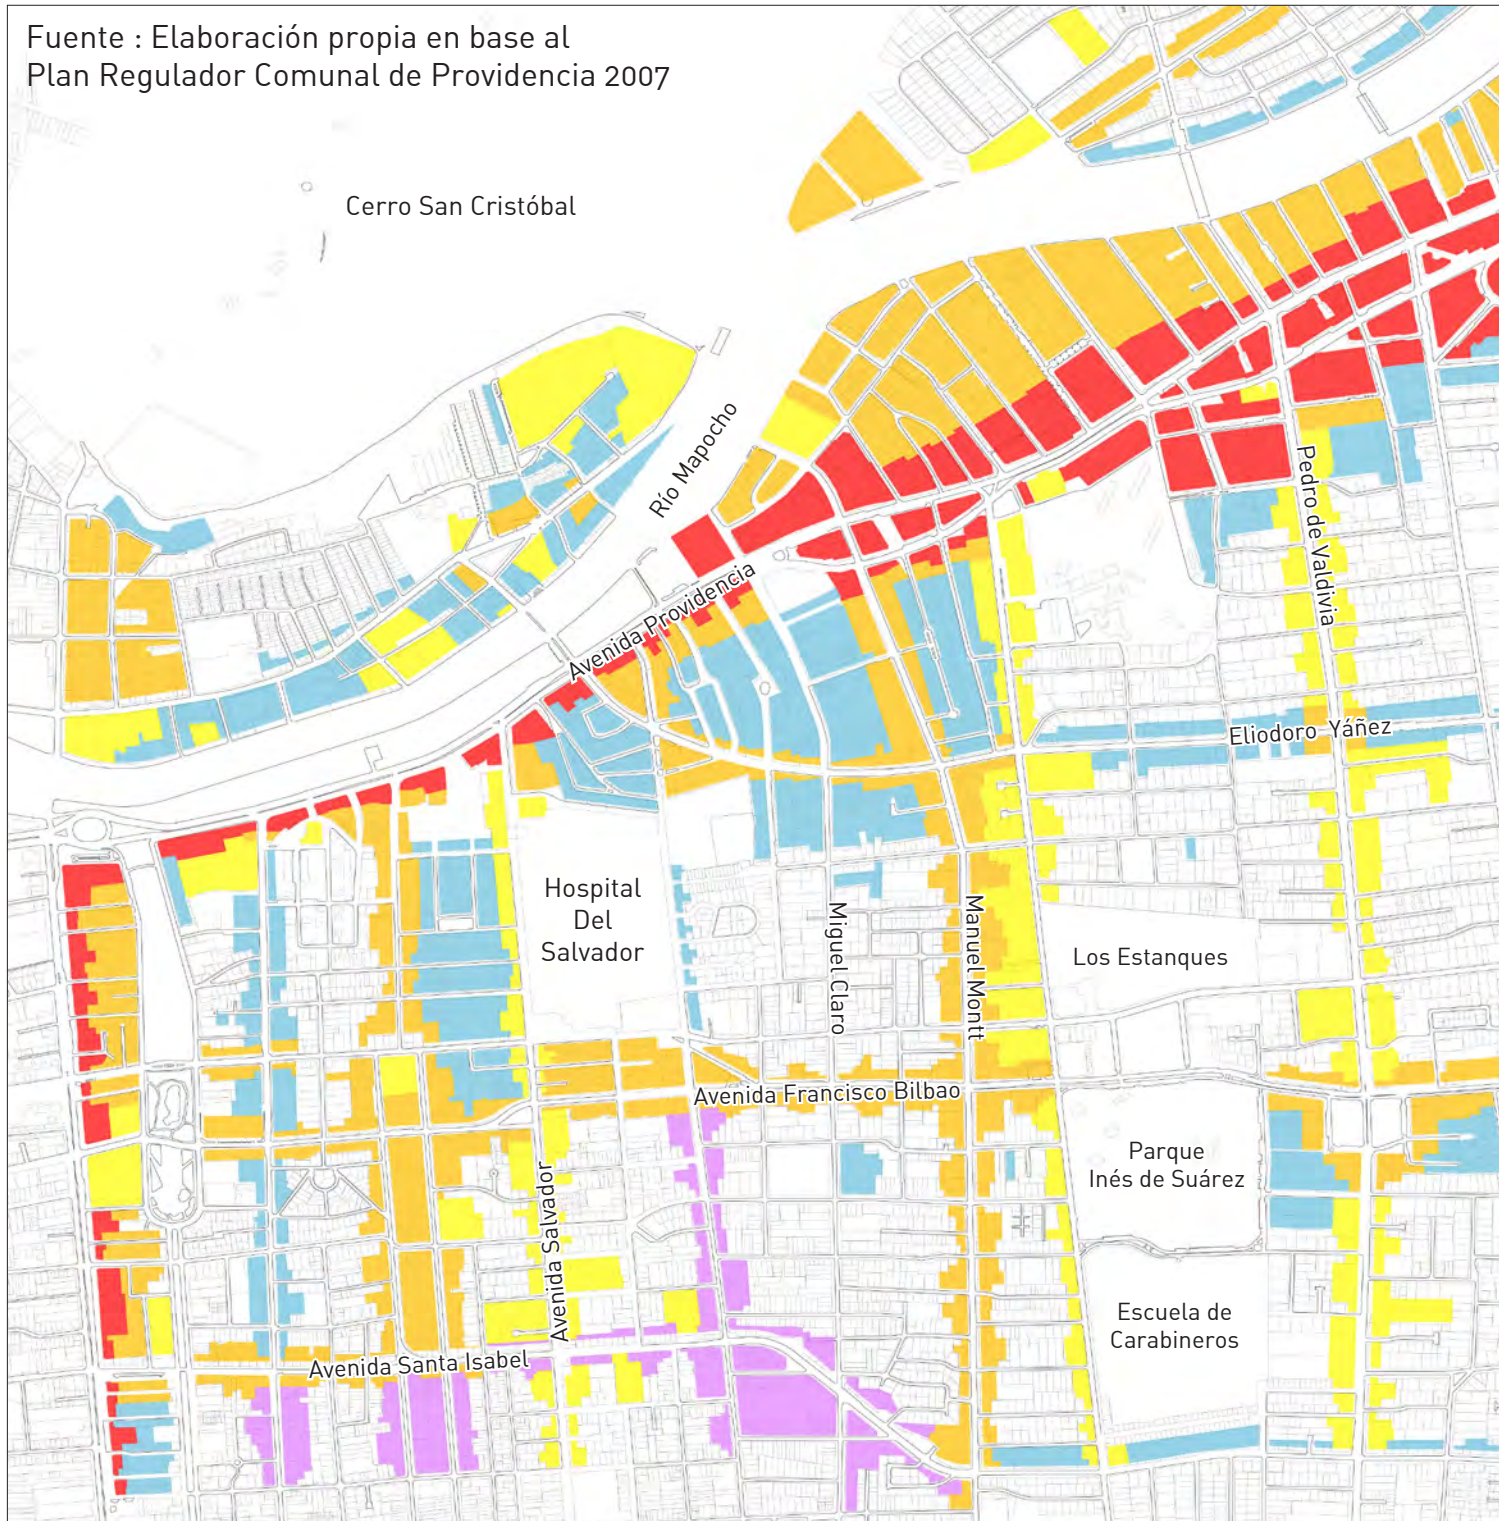 Fuente : Elaboración propia en base al
Plan Regulador Comunal de Providencia 2007
Cerro San Cristóbal
Río Mapocho
Avenida Providencia
Pedro de Valdivia
Eliodoro Yáñez
Hospital
Del
Salvador
Miguel Claro
Manuel Montt
Los Estanques
Avenida Francisco Bilbao
Parque
Inés de Suárez
Avenida Salvador
Escuela de
Carabineros
Avenida Santa Isabel